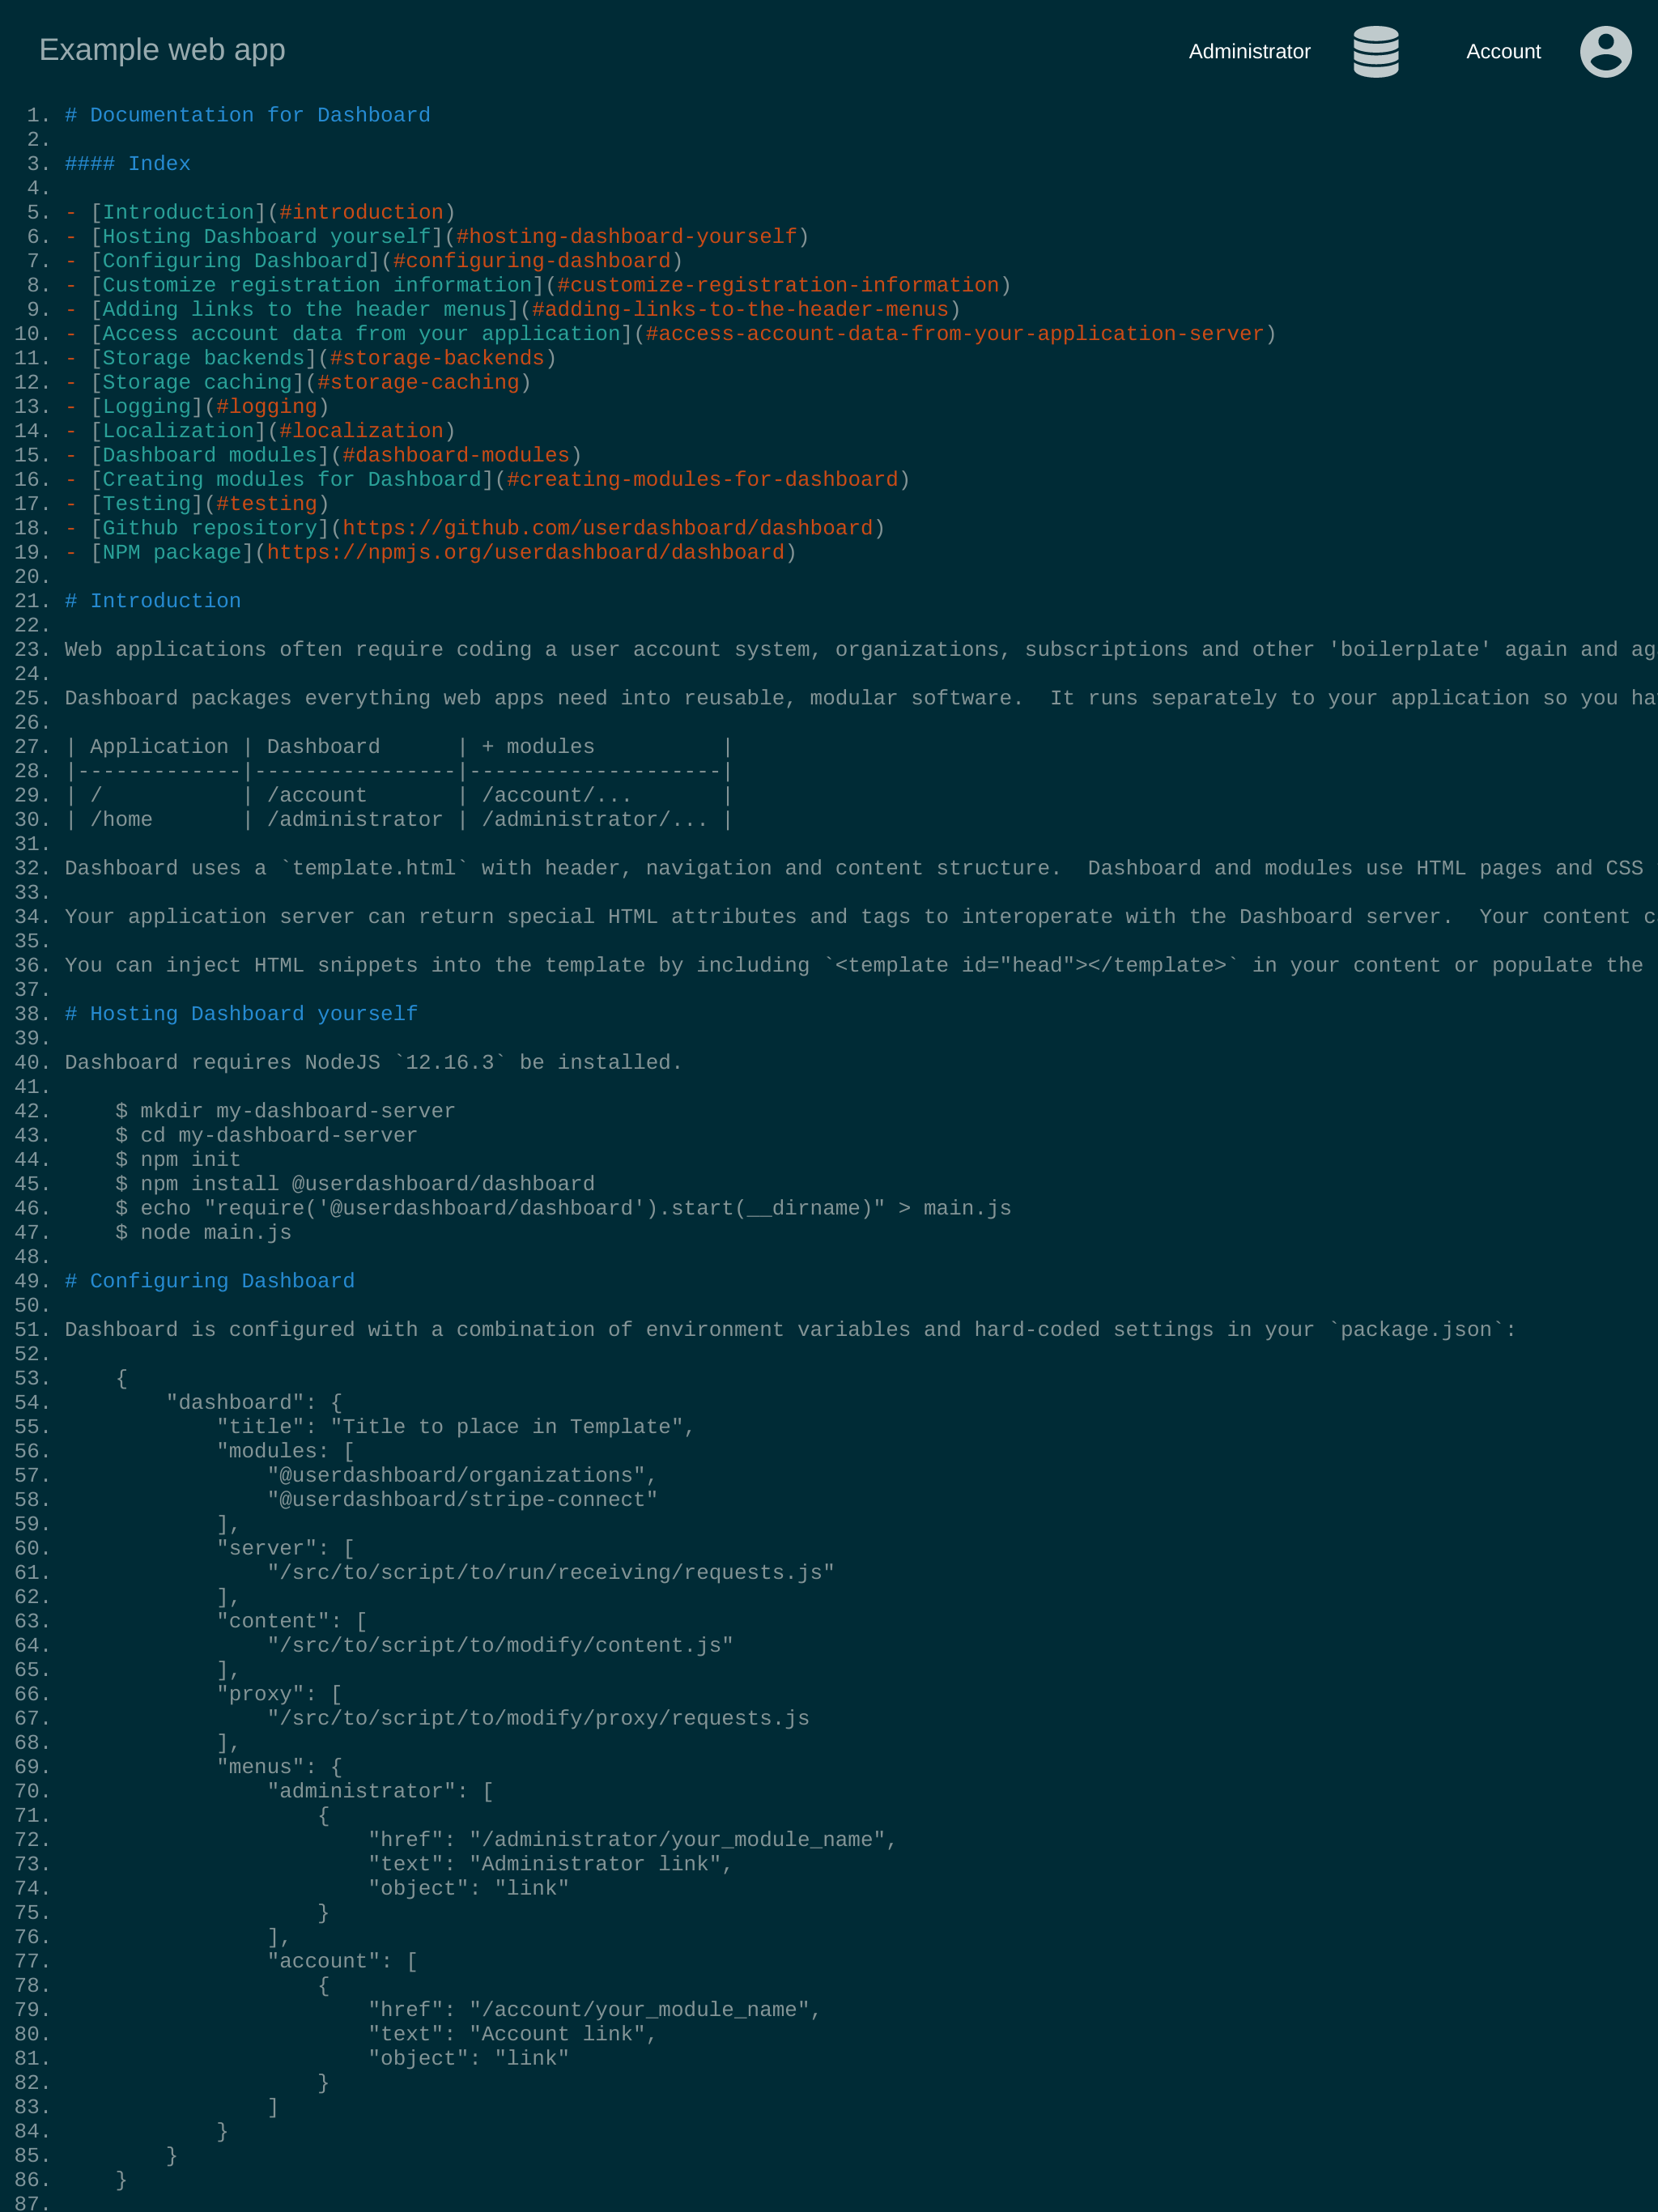 Example web app
Administrator
Account
1. # Documentation for Dashboard
2.
3. #### Index
4.
5. - [Introduction](#introduction)
6. - [Hosting Dashboard yourself](#hosting-dashboard-yourself)
7. - [Configuring Dashboard](#configuring-dashboard)
8. - [Customize registration information](#customize-registration-information)
9. - [Adding links to the header menus](#adding-links-to-the-header-menus)
10. - [Access account data from your application](#access-account-data-from-your-application-server)
11. - [Storage backends](#storage-backends)
12. - [Storage caching](#storage-caching)
13. - [Logging](#logging)
14. - [Localization](#localization)
15. - [Dashboard modules](#dashboard-modules)
16. - [Creating modules for Dashboard](#creating-modules-for-dashboard)
17. - [Testing](#testing)
18. - [Github repository](https://github.com/userdashboard/dashboard)
19. - [NPM package](https://npmjs.org/userdashboard/dashboard)
20.
21. # Introduction
22.
23. Web applications often require coding a user account system, organizations, subscriptions and other 'boilerplate' again and ag
24.
25. Dashboard packages everything web apps need into reusable, modular software.  It runs separately to your application so you ha
26.
27. | Application | Dashboard      | + modules          |
28. |-------------|----------------|--------------------|
29. | /           | /account       | /account/...       |
30. | /home       | /administrator | /administrator/... |
31.
32. Dashboard uses a `template.html` with header, navigation and content structure.  Dashboard and modules use HTML pages and CSS
33.
34. Your application server can return special HTML attributes and tags to interoperate with the Dashboard server.  Your content c
35.
36. You can inject HTML snippets into the template by including `<template id="head"></template>` in your content or populate the
37.
38. # Hosting Dashboard yourself
39.
40. Dashboard requires NodeJS `12.16.3` be installed.
41.
42.     $ mkdir my-dashboard-server
43.     $ cd my-dashboard-server
44.     $ npm init
45.     $ npm install @userdashboard/dashboard
46.     $ echo "require('@userdashboard/dashboard').start(__dirname)" > main.js
47.     $ node main.js
48.
49. # Configuring Dashboard
50.
51. Dashboard is configured with a combination of environment variables and hard-coded settings in your `package.json`:
52.
53.     {
54.         "dashboard": {
55.             "title": "Title to place in Template",
56.             "modules: [
57.                 "@userdashboard/organizations",
58.                 "@userdashboard/stripe-connect"
59.             ],
60.             "server": [
61.                 "/src/to/script/to/run/receiving/requests.js"
62.             ],
63.             "content": [
64.                 "/src/to/script/to/modify/content.js"
65.             ],
66.             "proxy": [
67.                 "/src/to/script/to/modify/proxy/requests.js
68.             ],
69.             "menus": {
70.                 "administrator": [
71.                     {
72.                         "href": "/administrator/your_module_name",
73.                         "text": "Administrator link",
74.                         "object": "link"
75.                     }
76.                 ],
77.                 "account": [
78.                     {
79.                         "href": "/account/your_module_name",
80.                         "text": "Account link",
81.                         "object": "link"
82.                     }
83.                 ]
84.             }
85.         }
86.     }
87.